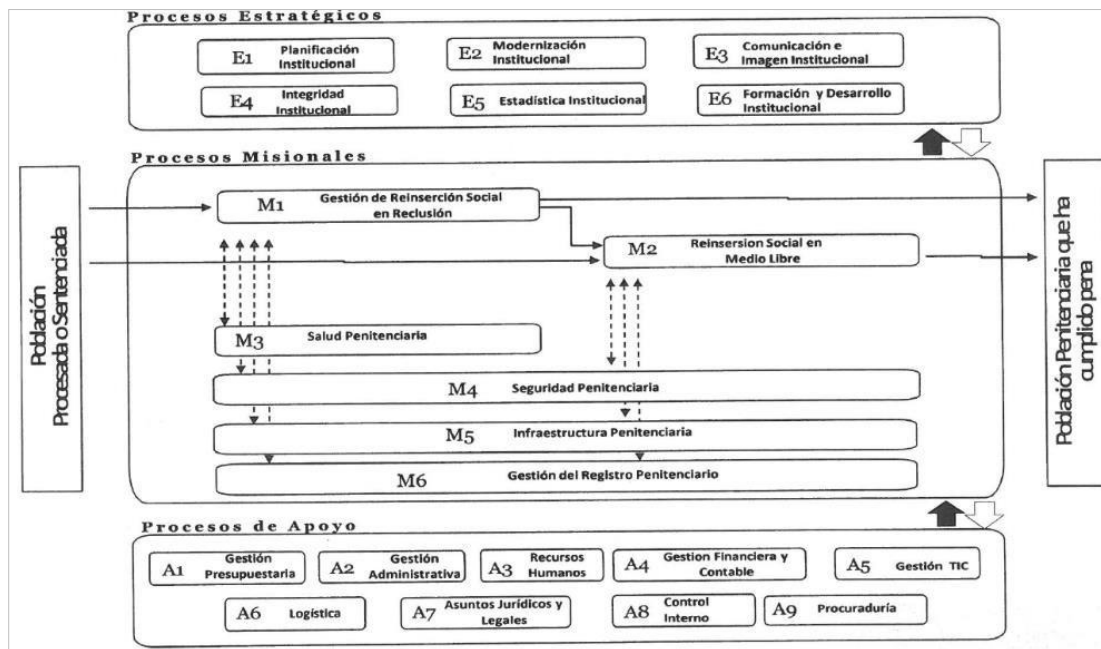 Procesos Estratégicos
E1 Planificación
Institucional
E2 Modernización
Institucional
E3 Comunicación e
Imagen Institucional
E4 Integridad
Institucional
E5 Estadística Institucional
E6 Formación y Desarrollo
Institucional
Procesos Misionales
Población
Procesada o Sentenciada
M1 Gestión de Reinserción Social
en Reclusión
M2 Reinsersion Social en
Medio Libre
M3 Salud Penitenciaria
M4 Seguridad Penitenciaria
M5 Infraestructura Penitenciaria
M6 Gestión del Registro Penitenciario
Población Penitenciaria que ha
cumplido pena
Procesos de Apoyo
A1 Gestión
Presupuestaria
A2 Gestión
Administrativa
A3 Recursos
Humanos
A4 Gestion Financiera y
Contable
A5 Gestión TIC
A6 Logística
A7 Asuntos Jurídicos y
Legales
A8 Control
Interno
A9 Procuraduría